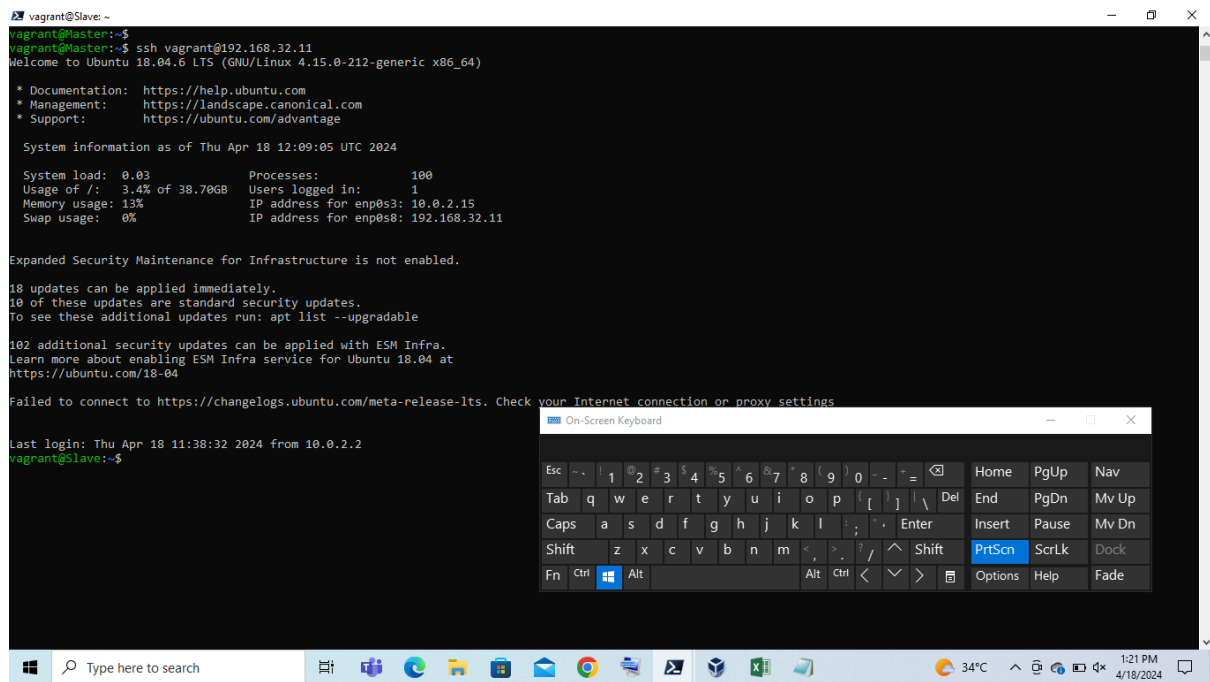 vagrant@Slave: ~
vagrant@Master:~$
vagrant@Master:~$ ssh vagrant@192.168.32.11
Welcome to Ubuntu 18.04.6 LTS (GNU/Linux 4.15.0-212-generic x86_64)
* Documentation: https://help.ubuntu.com
* Management: https://landscape.canonical.com
* Support: https://ubuntu.com/advantage
System information as of Thu Apr 18 12:09:05 UTC 2024
System load: 0.03 Processes: 100
Usage of /: 3.4% of 38.70GB Users logged in: 1
Memory usage: 13% IP address for enp0s3: 10.0.2.15
Swap usage: 0% IP address for enp0s8: 192.168.32.11
Expanded Security Maintenance for Infrastructure is not enabled.
18 updates can be applied immediately.
10 of these updates are standard security updates.
To see these additional updates run: apt list --upgradable
102 additional security updates can be applied with ESM Infra.
Learn more about enabling ESM Infra service for Ubuntu 18.04 at
https://ubuntu.com/18-04
Failed to connect to https://changelogs.ubuntu.com/meta-release-lts. Check your Internet connection or proxy settings
Last login: Thu Apr 18 11:38:32 2024 from 10.0.2.2
vagrant@Slave:~$
On-Screen Keyboard
Esc ~ ` ! 1 @ 2 # 3 $ 4 % 5 ^ 6 & 7 * 8 ( 9 ) 0 _ - + = Home PgUp Nav
Tab q w e r t y u i o p { [ } ] | \ Del End PgDn Mv Up
Caps a s d f g h j k l : ; " ' Enter Insert Pause Mv Dn
Shift z x c v b n m < , > . ? / Shift PrtScn ScrLk Dock
Fn Ctrl Alt Alt Ctrl Options Help Fade
Type here to search
34°C
1:21 PM
4/18/2024